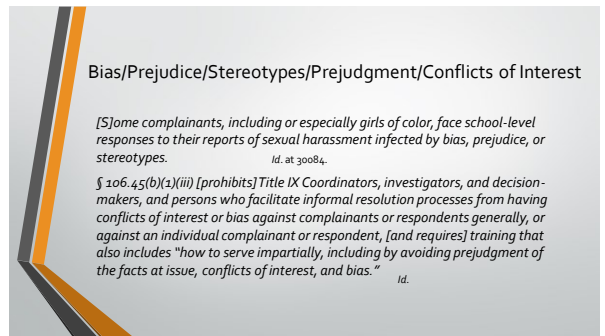 Bias/Prejudice/Stereotypes/Prejudgment/Conflicts of Interest
[S]ome complainants, including or especially girls of color, face school-level
responses to their reports of sexual harassment infected by bias, prejudice, or
stereotypes. Id. at 30084.
§ 106.45(b)(1)(iii) [prohibits] Title IX Coordinators, investigators, and decision-
makers, and persons who facilitate informal resolution processes from having
conflicts of interest or bias against complainants or respondents generally, or
against an individual complainant or respondent, [and requires] training that
also includes “how to serve impartially, including by avoiding prejudgment of
the facts at issue, conflicts of interest, and bias.” Id.